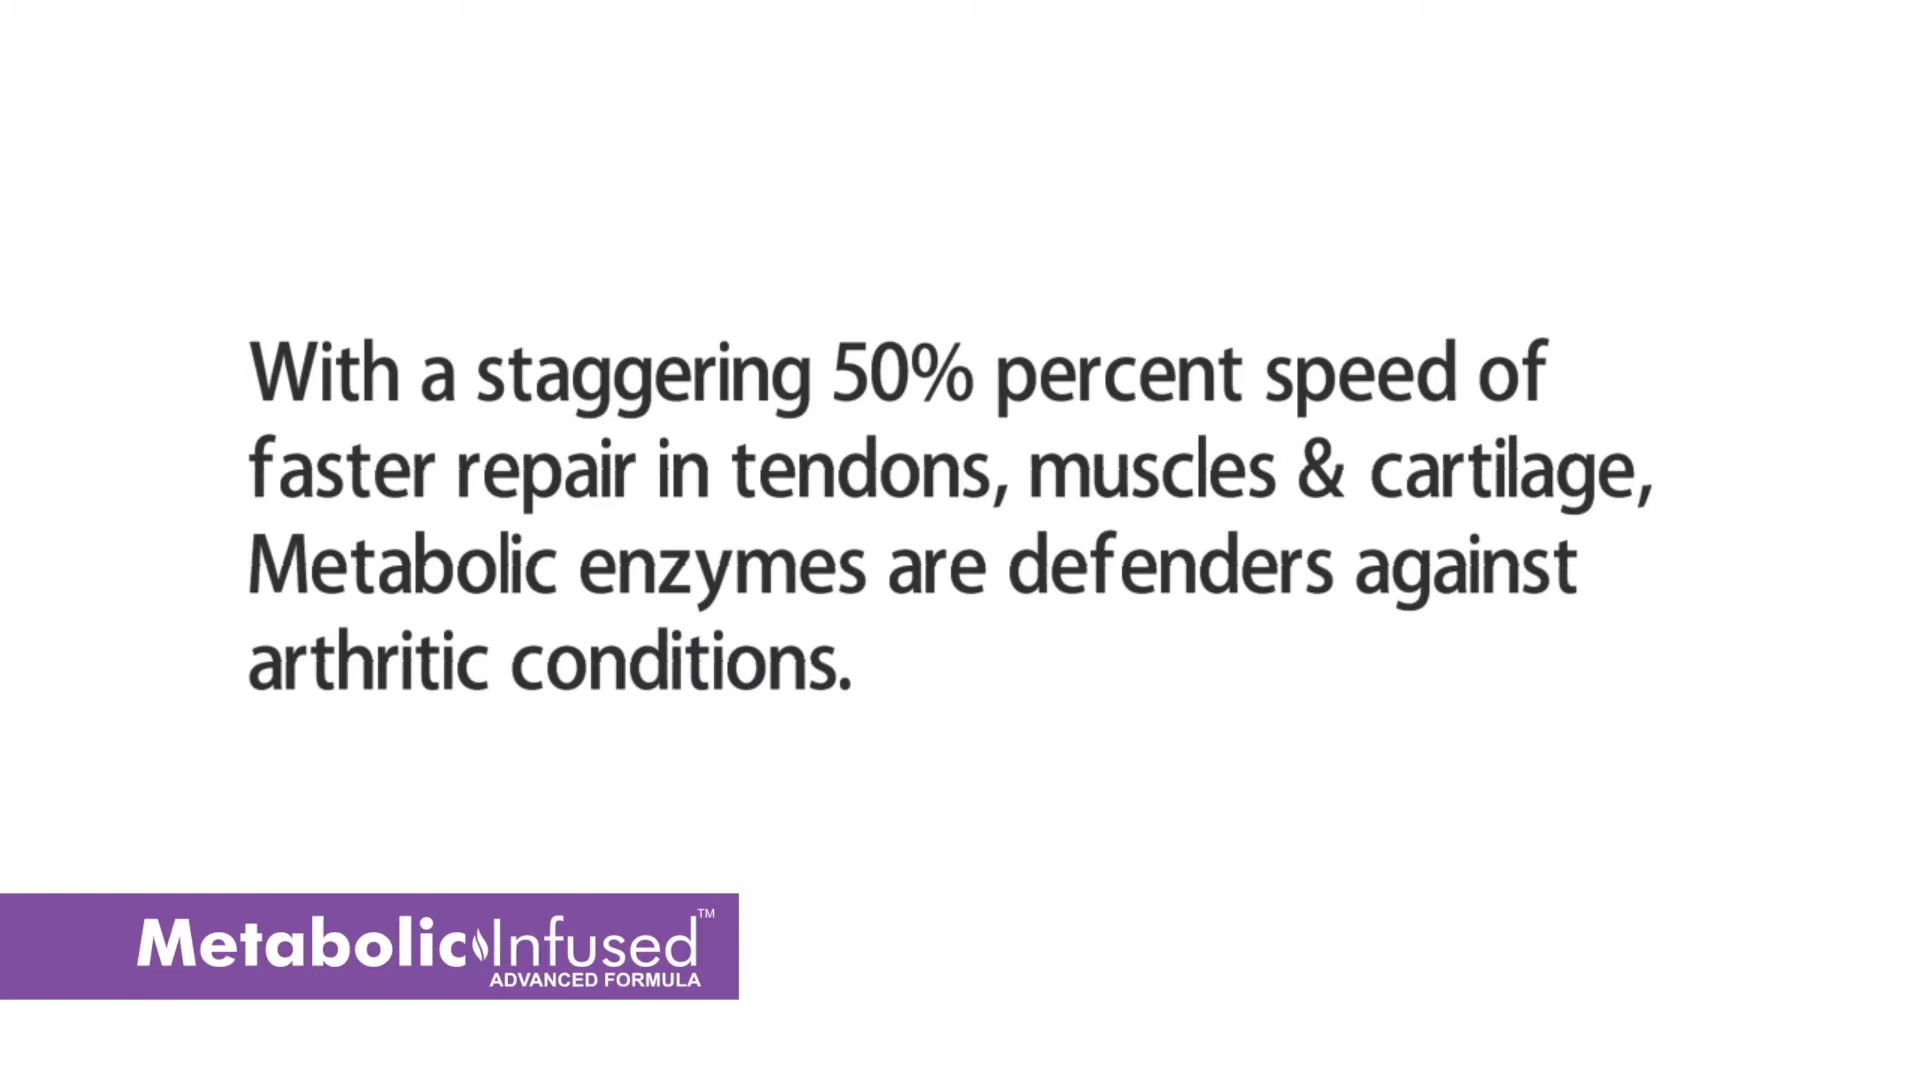 With a staggering 50% percent speed of
faster repair in tendons, muscles & cartilage,
Metabolic enzymes are defenders against
arthritic conditions.
Metabolic Infused™
ADVANCED FORMULA